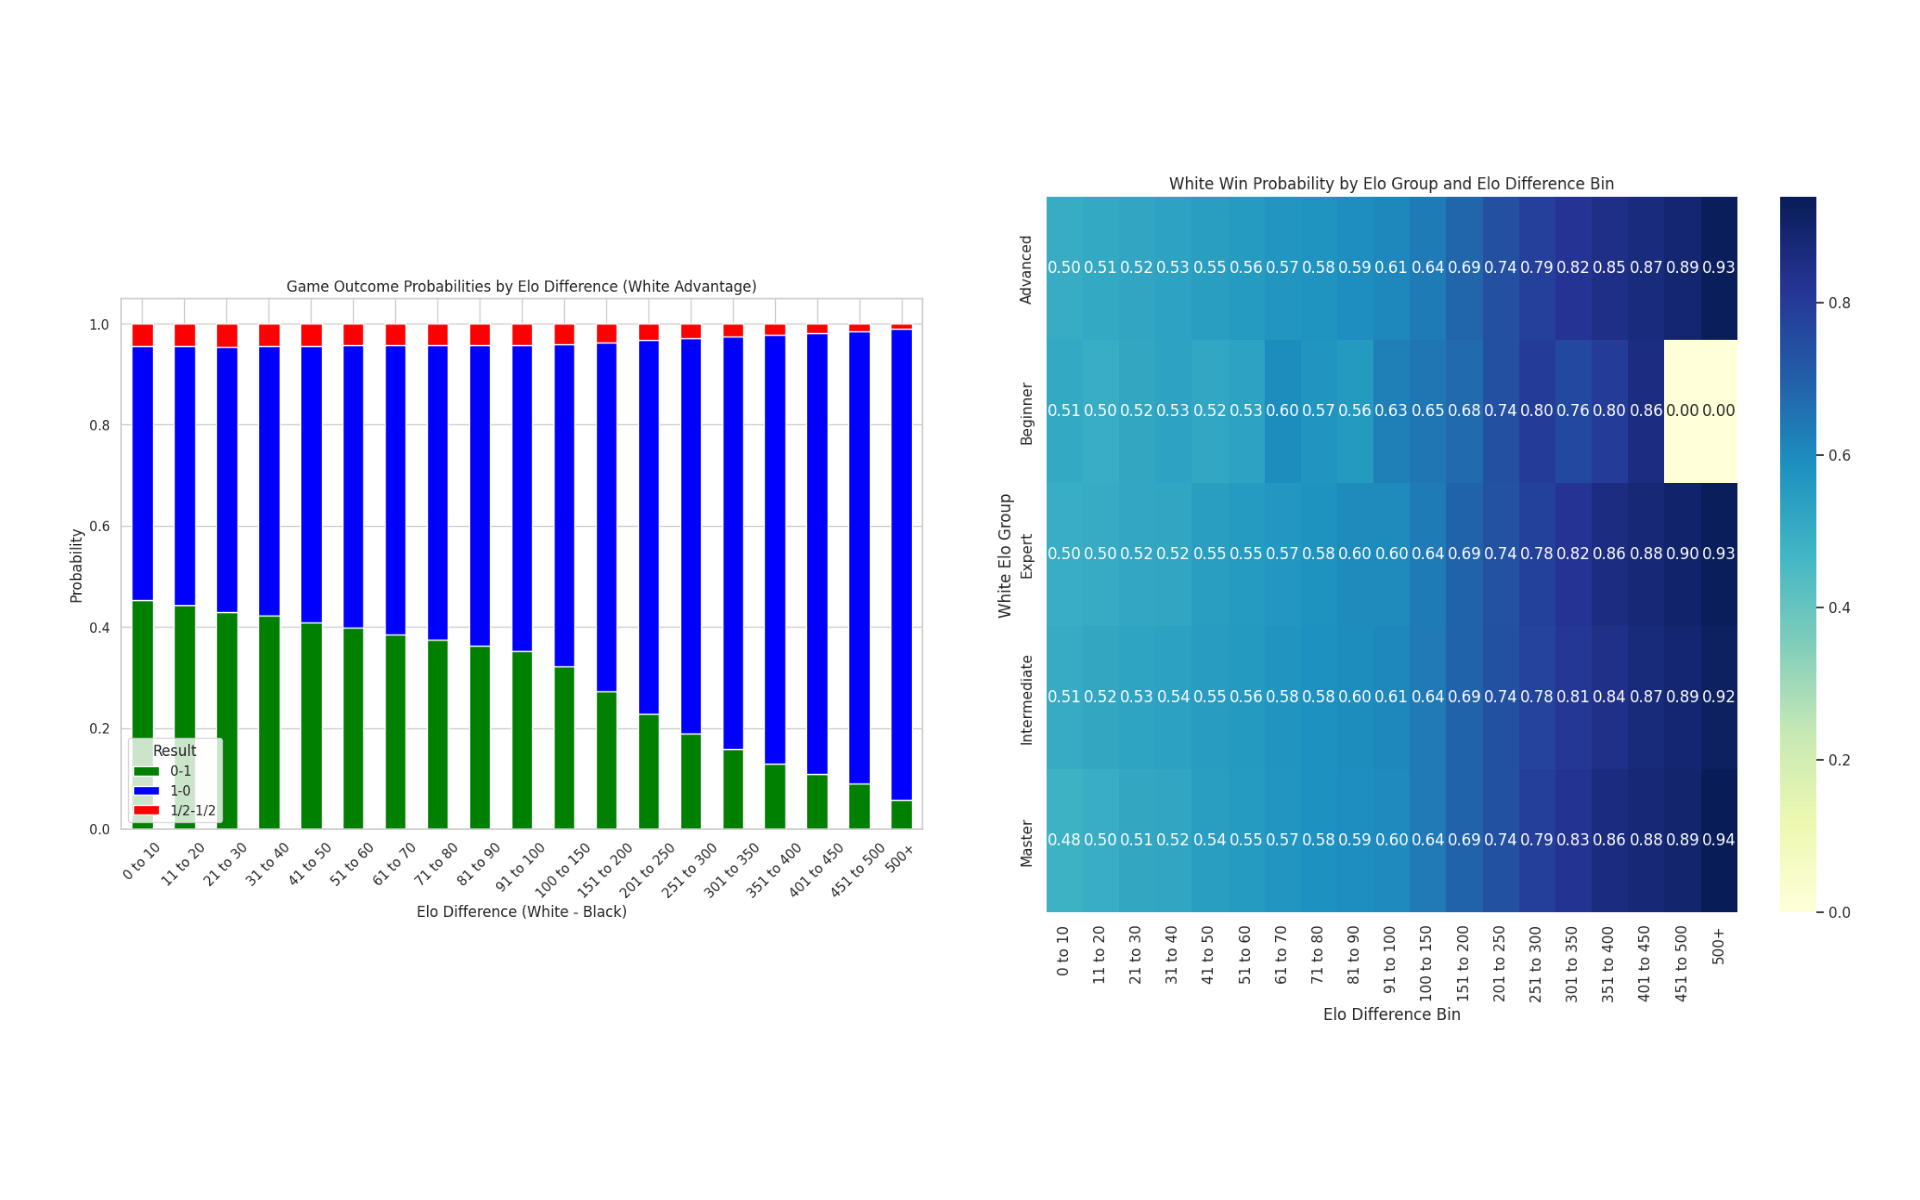 Game Outcome Probabilities by Elo Difference (White Advantage)
Probability
1.0
0.8
0.6
0.4
0.2
0.0
Result
0-1
1-0
1/2-1/2
0 to 10
11 to 20
21 to 30
31 to 40
41 to 50
51 to 60
61 to 70
71 to 80
81 to 90
91 to 100
100 to 150
151 to 200
201 to 250
251 to 300
301 to 350
351 to 400
401 to 450
451 to 500
500+
Elo Difference (White - Black)
White Win Probability by Elo Group and Elo Difference Bin
White Elo Group
Advanced
0.50 0.51 0.52 0.53 0.55 0.56 0.57 0.58 0.59 0.61 0.64 0.69 0.74 0.79 0.82 0.85 0.87 0.89 0.93
Beginner
0.51 0.50 0.52 0.53 0.52 0.53 0.60 0.57 0.56 0.63 0.65 0.68 0.74 0.80 0.76 0.80 0.86 0.00 0.00
Expert
0.50 0.50 0.52 0.52 0.55 0.55 0.57 0.58 0.60 0.60 0.64 0.69 0.74 0.78 0.82 0.86 0.88 0.90 0.93
Intermediate
0.51 0.52 0.53 0.54 0.55 0.56 0.58 0.58 0.60 0.61 0.64 0.69 0.74 0.78 0.81 0.84 0.87 0.89 0.92
Master
0.48 0.50 0.51 0.52 0.54 0.55 0.57 0.58 0.59 0.60 0.64 0.69 0.74 0.79 0.83 0.86 0.88 0.89 0.94
0 to 10
11 to 20
21 to 30
31 to 40
41 to 50
51 to 60
61 to 70
71 to 80
81 to 90
91 to 100
100 to 150
151 to 200
201 to 250
251 to 300
301 to 350
351 to 400
401 to 450
451 to 500
500+
Elo Difference Bin
0.8
0.6
0.4
0.2
0.0